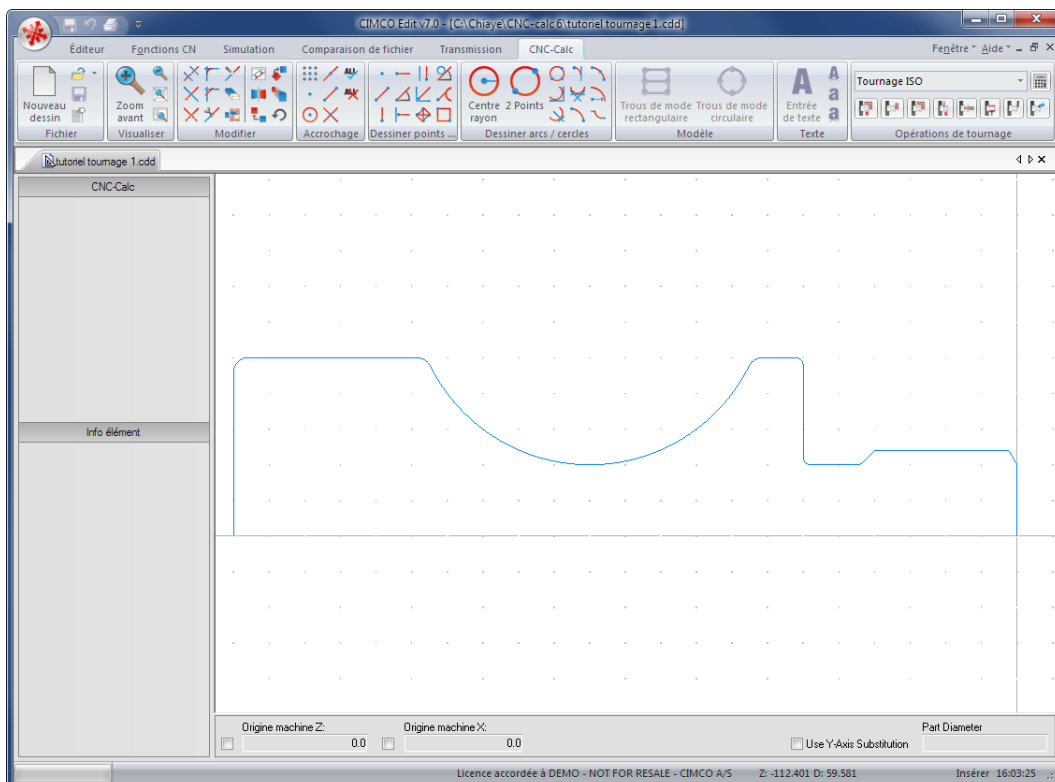 CIMCO Edit v7.0 - [C:\Chiaye\CNC-calc 6\tutoriel tournage 1.cdd]
Éditeur Fonctions CN Simulation Comparaison de fichier Transmission CNC-Calc Fenêtre Aide
Nouveau dessin
Zoom avant
ALL
ALL
Centre rayon
2 Points
Trous de mode rectangulaire
Trous de mode circulaire
Entrée de texte
A
A
a
a
Tournage ISO
Fichier Visualiser Modifier Accrochage Dessiner points ... Dessiner arcs / cercles Modèle Texte Opérations de tournage
tutoriel tournage 1.cdd
CNC-Calc
Info élément
Origine machine Z: Origine machine X: Part Diameter
0.0 0.0 Use Y-Axis Substitution
Licence accordée à DEMO - NOT FOR RESALE - CIMCO A/S Z: -112.401 D: 59.581 Insérer 16:03:25